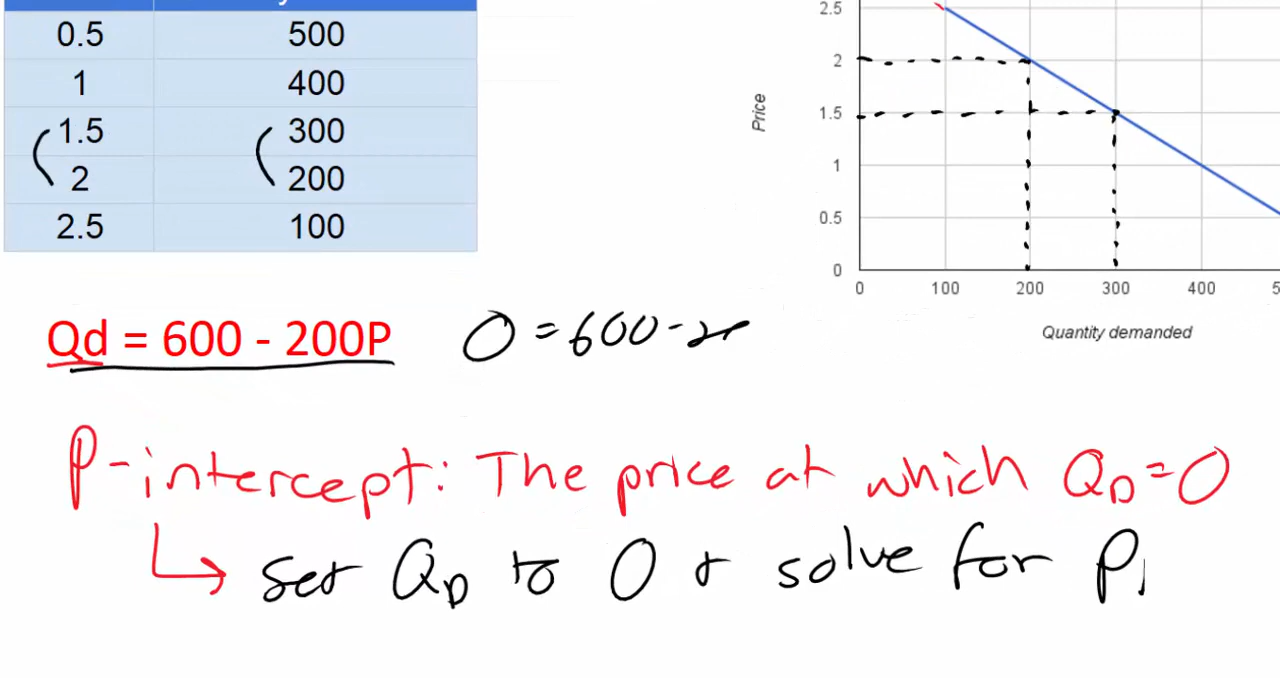 0.5 500
1 400
1.5 300
2 200
2.5 100
2.5
2
1.5
1
0.5
0
Price
0 100 200 300 400
Quantity demanded
Qd = 600 - 200P
0 = 600 - 2
P-intercept: The price at which QD = 0
↳ set QD to 0 + solve for P